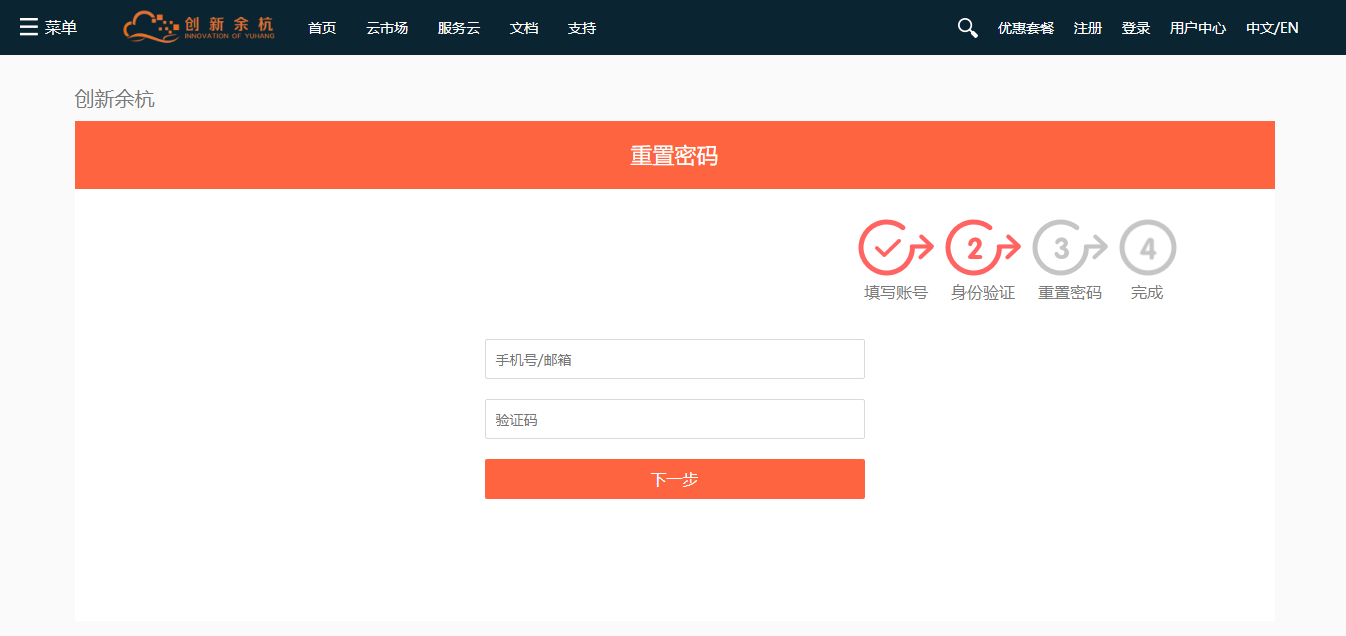 菜单
创新余杭
INNOVATION OF YUHANG
首页 云市场 服务云 文档 支持
优惠套餐 注册 登录 用户中心 中文/EN
创新余杭
重置密码
2 3 4
填写账号 身份验证 重置密码 完成
手机号/邮箱
验证码
下一步